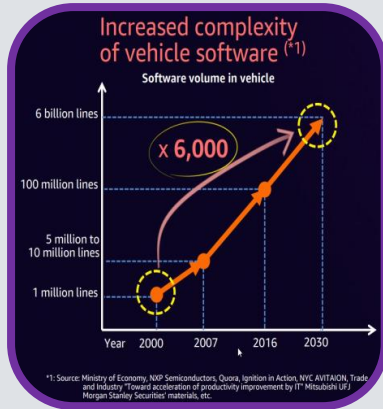 Increased complexity
of vehicle software (*1)
Software volume in vehicle
6 billion lines
x 6,000
100 million lines
5 million to
10 million lines
1 million lines
Year 2000 2007 2016 2030
*1: Source: Ministry of Economy, NXP Semiconductors, Quora, Ignition in Action, NYC AVITAION, Trade
and Industry "Toward acceleration of productivity improvement by IT" Mitsubishi UFJ
Morgan Stanley Securities' materials, etc.